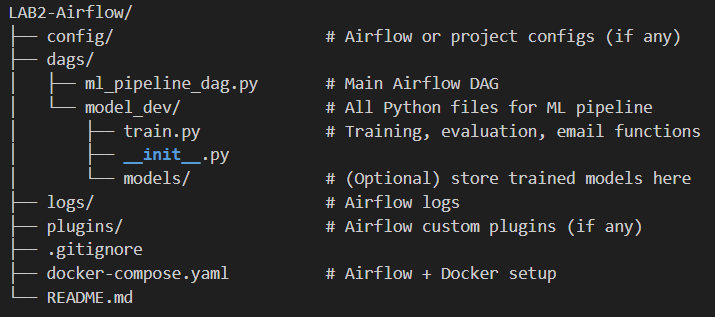 LAB2-Airflow/
├── config/                     # Airflow or project configs (if any)
├── dags/
│   ├── ml_pipeline_dag.py      # Main Airflow DAG
│   └── model_dev/              # All Python files for ML pipeline
│       ├── train.py            # Training, evaluation, email functions
│       ├── __init__.py
│       └── models/             # (Optional) store trained models here
├── logs/                       # Airflow logs
├── plugins/                    # Airflow custom plugins (if any)
├── .gitignore
├── docker-compose.yaml         # Airflow + Docker setup
└── README.md